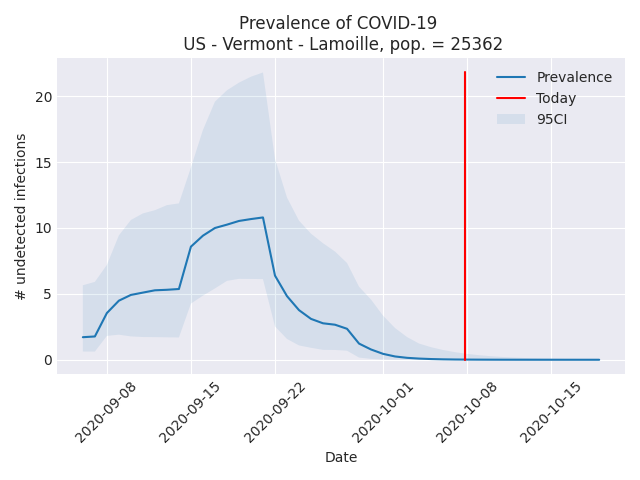 Prevalence of COVID-19
US - Vermont - Lamoille, pop. = 25362
Prevalence
Today
95CI
# undetected infections
20
15
10
5
0
2020-09-08
2020-09-15
2020-09-22
2020-10-01
2020-10-08
2020-10-15
Date